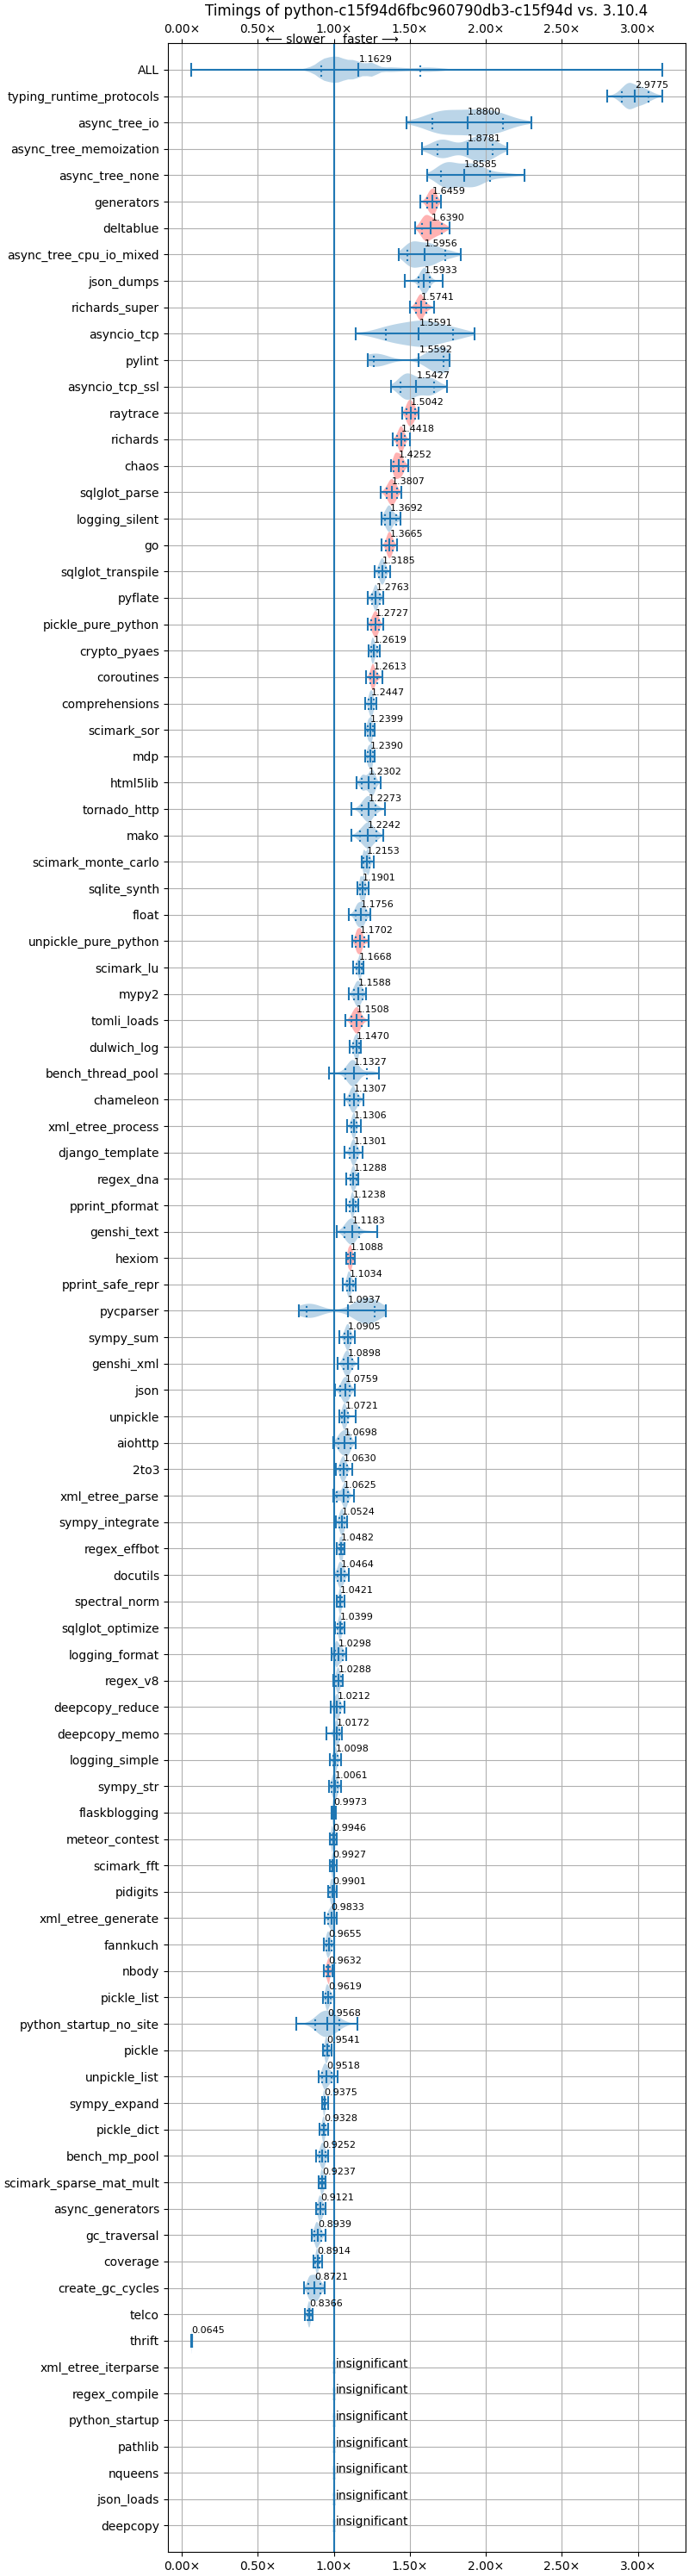 Timings of python-c15f94d6fbc960790db3-c15f94d vs. 3.10.4
0.00× 0.50× 1.00× 1.50× 2.00× 2.50× 3.00×
⟵ slower faster ⟶
ALL 1.1629
typing_runtime_protocols 2.9775
async_tree_io 1.8800
async_tree_memoization 1.8781
async_tree_none 1.8585
generators 1.6459
deltablue 1.6390
async_tree_cpu_io_mixed 1.5956
json_dumps 1.5933
richards_super 1.5741
asyncio_tcp 1.5591
pylint 1.5592
asyncio_tcp_ssl 1.5427
raytrace 1.5042
richards 1.4418
chaos 1.4252
sqlglot_parse 1.3807
logging_silent 1.3692
go 1.3665
sqlglot_transpile 1.3185
pyflate 1.2763
pickle_pure_python 1.2727
crypto_pyaes 1.2619
coroutines 1.2613
comprehensions 1.2447
scimark_sor 1.2399
mdp 1.2390
html5lib 1.2302
tornado_http 1.2273
mako 1.2242
scimark_monte_carlo 1.2153
sqlite_synth 1.1901
float 1.1756
unpickle_pure_python 1.1702
scimark_lu 1.1668
mypy2 1.1588
tomli_loads 1.1508
dulwich_log 1.1470
bench_thread_pool 1.1327
chameleon 1.1307
xml_etree_process 1.1306
django_template 1.1301
regex_dna 1.1288
pprint_pformat 1.1238
genshi_text 1.1183
hexiom 1.1088
pprint_safe_repr 1.1034
pycparser 1.0937
sympy_sum 1.0905
genshi_xml 1.0898
json 1.0759
unpickle 1.0721
aiohttp 1.0698
2to3 1.0630
xml_etree_parse 1.0625
sympy_integrate 1.0524
regex_effbot 1.0482
docutils 1.0464
spectral_norm 1.0421
sqlglot_optimize 1.0399
logging_format 1.0298
regex_v8 1.0288
deepcopy_reduce 1.0212
deepcopy_memo 1.0172
logging_simple 1.0098
sympy_str 1.0061
flaskblogging 0.9973
meteor_contest 0.9946
scimark_fft 0.9927
pidigits 0.9901
xml_etree_generate 0.9833
fannkuch 0.9655
nbody 0.9632
pickle_list 0.9619
python_startup_no_site 0.9568
pickle 0.9541
unpickle_list 0.9518
sympy_expand 0.9375
pickle_dict 0.9328
bench_mp_pool 0.9252
scimark_sparse_mat_mult 0.9237
async_generators 0.9121
gc_traversal 0.8939
coverage 0.8914
create_gc_cycles 0.8721
telco 0.8366
thrift 0.0645
xml_etree_iterparse insignificant
regex_compile insignificant
python_startup insignificant
pathlib insignificant
nqueens insignificant
json_loads insignificant
deepcopy insignificant
0.00× 0.50× 1.00× 1.50× 2.00× 2.50× 3.00×